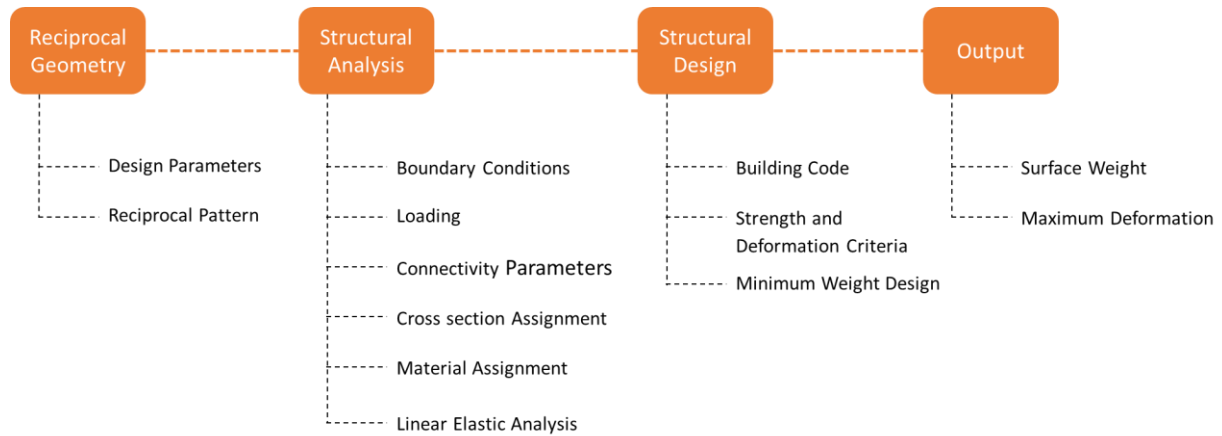 Reciprocal
Geometry
Design Parameters
Reciprocal Pattern
Structural
Analysis
Boundary Conditions
Loading
Connectivity Parameters
Cross section Assignment
Material Assignment
Linear Elastic Analysis
Structural
Design
Building Code
Strength and
Deformation Criteria
Minimum Weight Design
Output
Surface Weight
Maximum Deformation